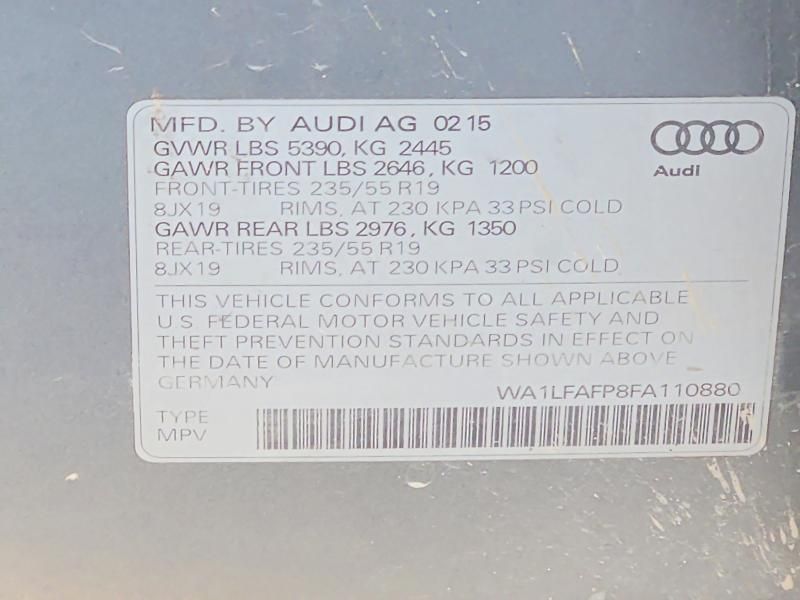 MFD. BY AUDI AG 02 15
GVWR LBS 5390, KG 2445
GAWR FRONT LBS 2646, KG 1200
FRONT-TIRES 235/55 R19
8JX19 RIMS, AT 230 KPA 33 PSI COLD
GAWR REAR LBS 2976, KG 1350
REAR-TIRES 235/55 R19
8JX19 RIMS, AT 230 KPA 33 PSI COLD
Audi
THIS VEHICLE CONFORMS TO ALL APPLICABLE
U.S. FEDERAL MOTOR VEHICLE SAFETY AND
THEFT PREVENTION STANDARDS IN EFFECT ON
THE DATE OF MANUFACTURE SHOWN ABOVE
GERMANY WA1LFAFP8FA110880
TYPE
MPV